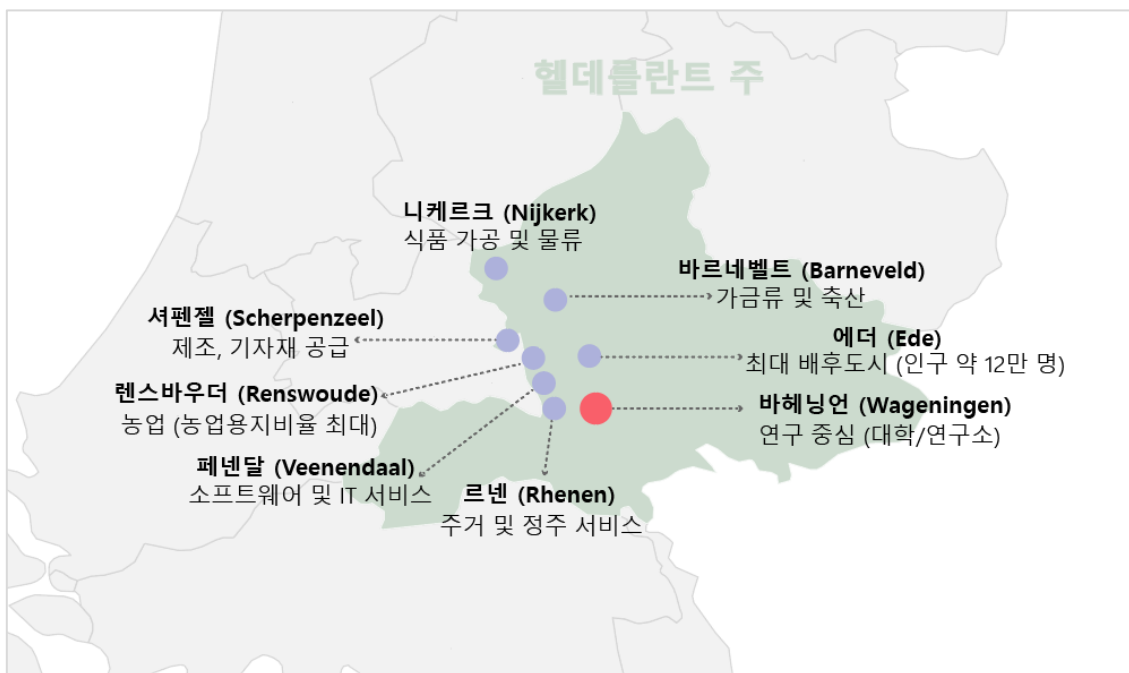 헬데를란트 주
니케르크 (Nijkerk)
식품 가공 및 물류
바르네벨트 (Barneveld)
가금류 및 축산
셔펜젤 (Scherpenzeel)
제조, 기자재 공급
에더 (Ede)
최대 배후도시 (인구 약 12만 명)
렌스바우더 (Renswoude)
농업 (농업용지비율 최대)
바헤닝언 (Wageningen)
연구 중심 (대학/연구소)
페넨달 (Veenendaal)
소프트웨어 및 IT 서비스
르넨 (Rhenen)
주거 및 정주 서비스